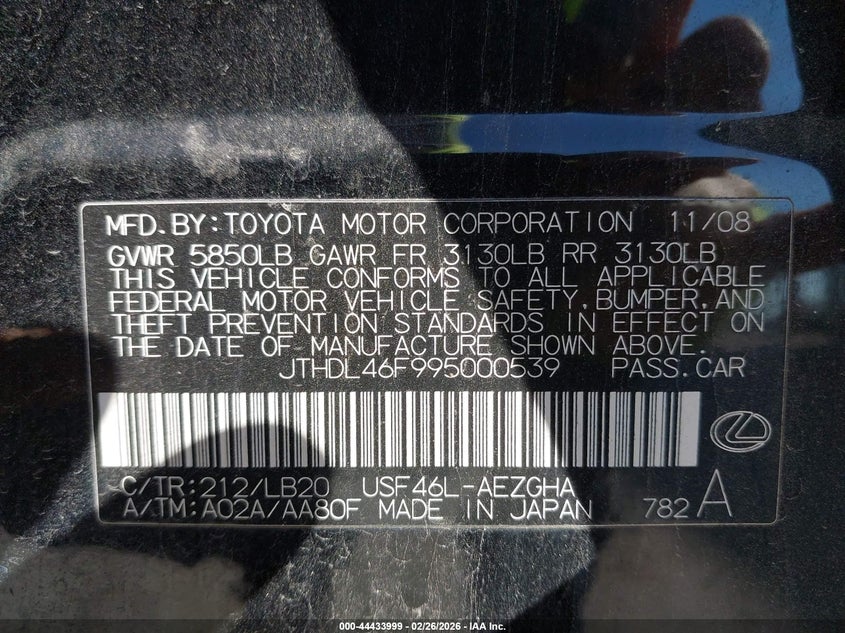 MFD. BY: TOYOTA MOTOR CORPORATION 11/08
GVWR 5850LB GAWR FR 3130LB RR 3130LB
THIS VEHICLE CONFORMS TO ALL APPLICABLE
FEDERAL MOTOR VEHICLE SAFETY, BUMPER, AND
THEFT PREVENTION STANDARDS IN EFFECT ON
THE DATE OF MANUFACTURE SHOWN ABOVE.
JTHDL46F995000539 PASS. CAR
C/TR: 212/LB20 USF46L-AEZGHA
A/TM: A02A/AA80F MADE IN JAPAN 782 A
000-44433999 | 02/26/2026 - IAA Inc.